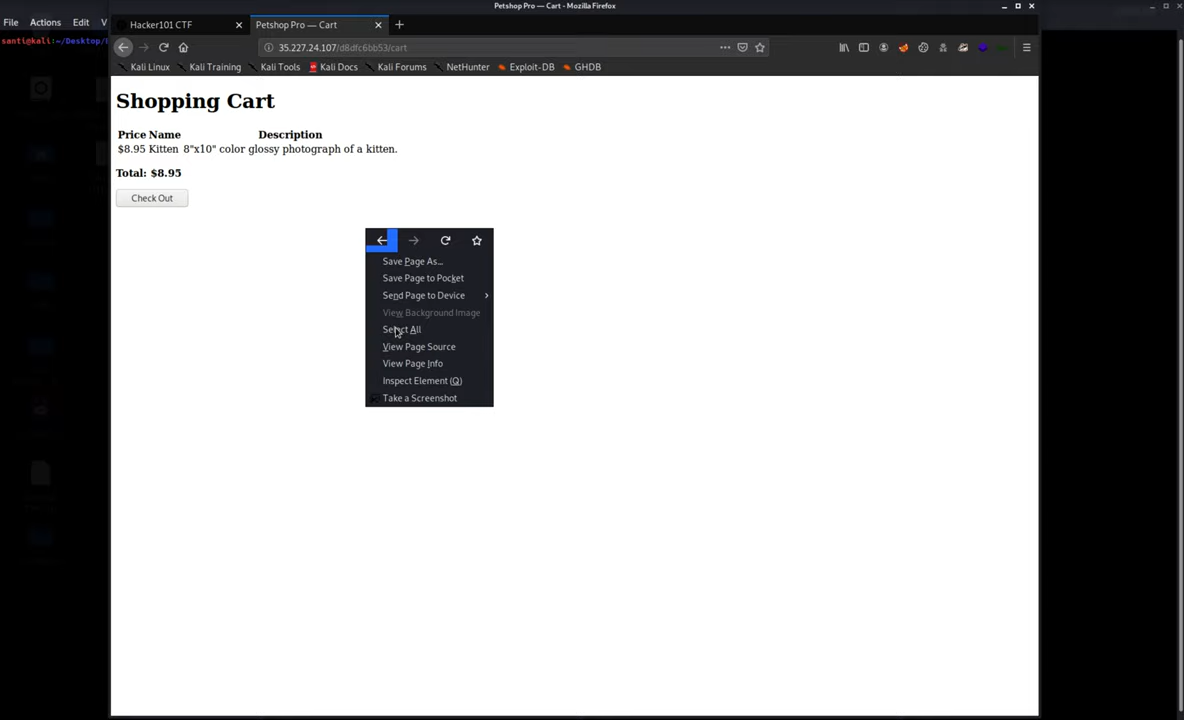 Petshop Pro — Cart - Mozilla Firefox
File Actions Edit V
Hacker101 CTF
Petshop Pro — Cart
santi@kali:~/Desktop/
35.227.24.107/d8dfc6bb53/cart
Kali Linux Kali Training Kali Tools Kali Docs Kali Forums NetHunter Exploit-DB GHDB
Shopping Cart
Price Name Description
$8.95 Kitten 8"x10" color glossy photograph of a kitten.
Total: $8.95
Check Out
Save Page As...
Save Page to Pocket
Send Page to Device
View Background Image
Select All
View Page Source
View Page Info
Inspect Element (Q)
Take a Screenshot